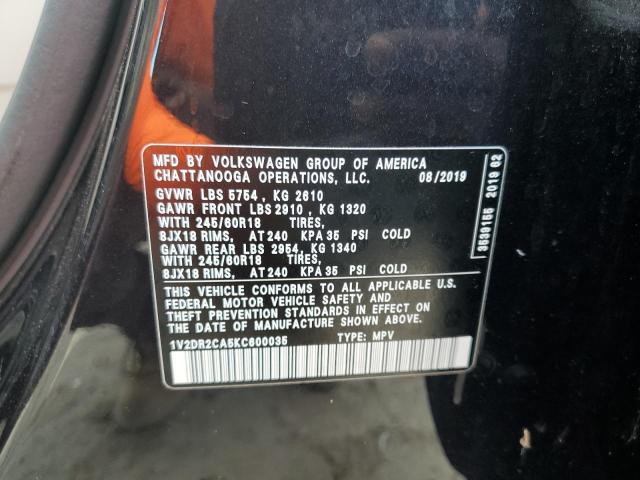 MFD BY VOLKSWAGEN GROUP OF AMERICA
CHATTANOOGA OPERATIONS, LLC. 08/2019
GVWR LBS 5754 , KG 2610
GAWR FRONT LBS 2910 , KG 1320
WITH 245/60R18 TIRES,
8JX18 RIMS, AT 240 KPA 35 PSI COLD
GAWR REAR LBS 2954, KG 1340
WITH 245/60R18 TIRES,
8JX18 RIMS, AT 240 KPA 35 PSI COLD
THIS VEHICLE CONFORMS TO ALL APPLICABLE U.S.
FEDERAL MOTOR VEHICLE SAFETY AND
THEFT PREVENTION STANDARDS IN EFFECT ON
THE DATE OF MANUFACTURE SHOWN ABOVE.
1V2DR2CA5KC600035 TYPE: MPV
3539155 2019 62